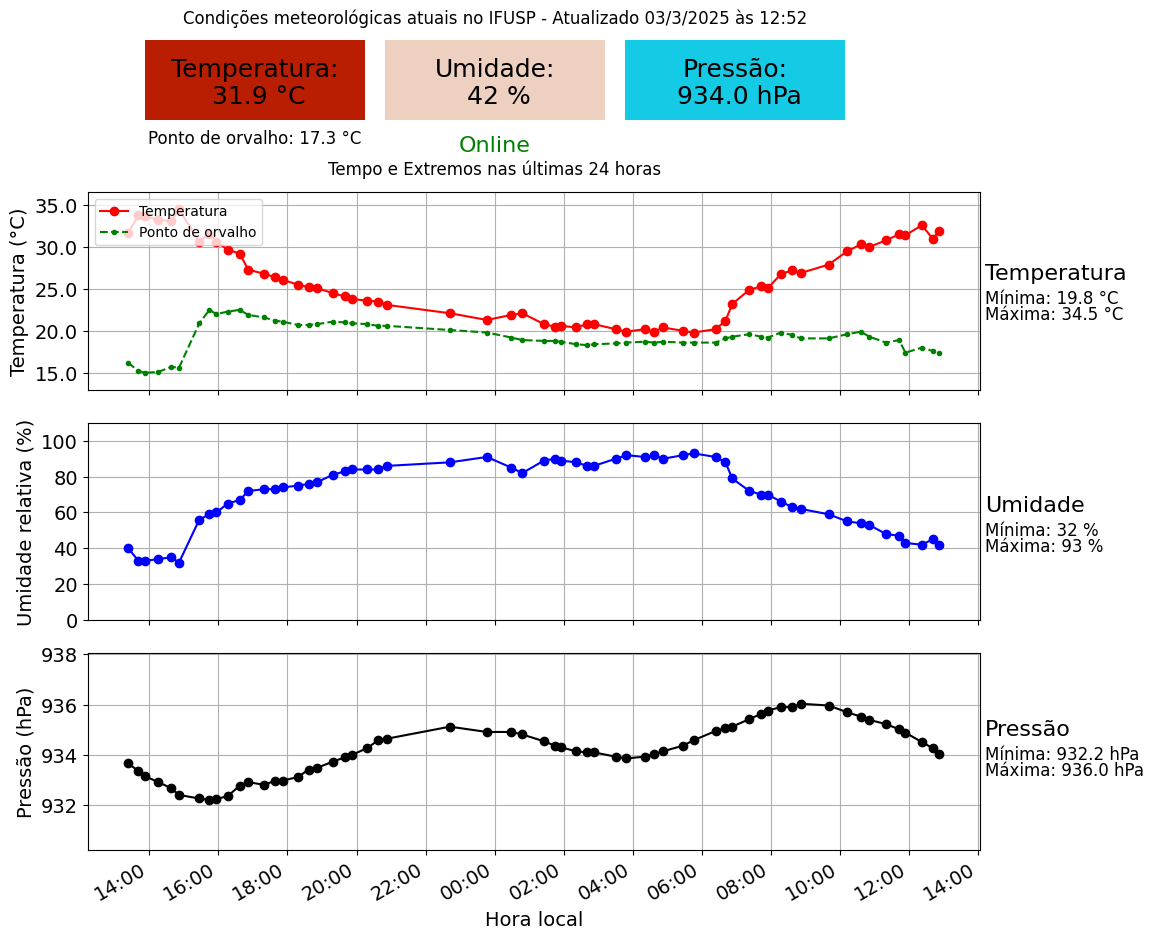 Condições meteorológicas atuais no IFUSP - Atualizado 03/3/2025 às 12:52
Temperatura:
31.9 °C
Umidade:
42 %
Pressão:
934.0 hPa
Ponto de orvalho: 17.3 °C
Online
Tempo e Extremos nas últimas 24 horas
Temperatura (°C)
35.0
30.0
25.0
20.0
15.0
Temperatura
Ponto de orvalho
Temperatura
Mínima: 19.8 °C
Máxima: 34.5 °C
Umidade relativa (%)
100
80
60
40
20
0
Umidade
Mínima: 32 %
Máxima: 93 %
Pressão (hPa)
938
936
934
932
Pressão
Mínima: 932.2 hPa
Máxima: 936.0 hPa
14:00 16:00 18:00 20:00 22:00 00:00 02:00 04:00 06:00 08:00 10:00 12:00 14:00
Hora local